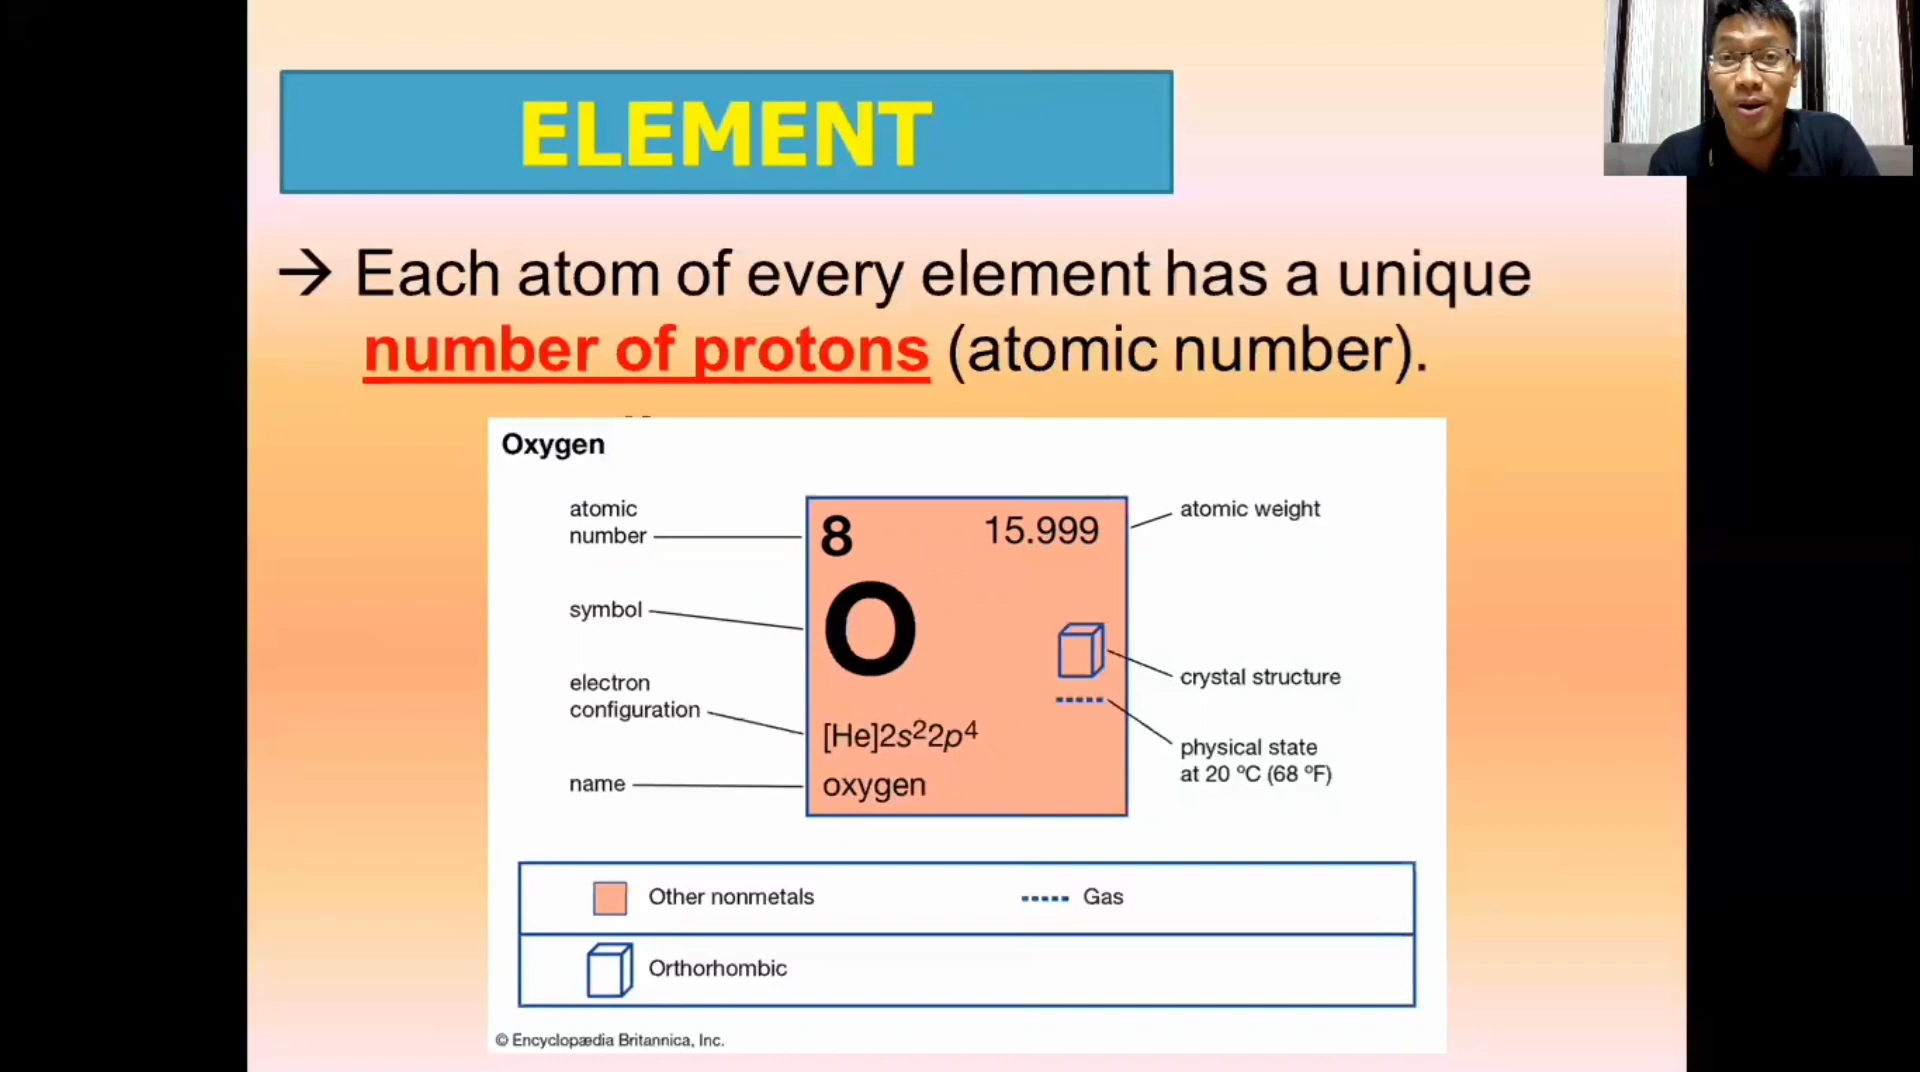 ELEMENT
→ Each atom of every element has a unique
number of protons (atomic number).
Oxygen
atomic
number
8
15.999
atomic weight
symbol
O
electron
configuration
crystal structure
[He]2s²2p⁴
physical state
at 20 ºC (68 ºF)
name
oxygen
Other nonmetals
Gas
Orthorhombic
© Encyclopædia Britannica, Inc.